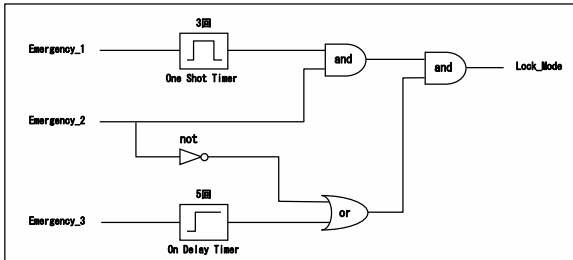 3回
Emergency_1
One Shot Timer
and
and
Lock_Mode
Emergency_2
not
5回
Emergency_3
On Delay Timer
or